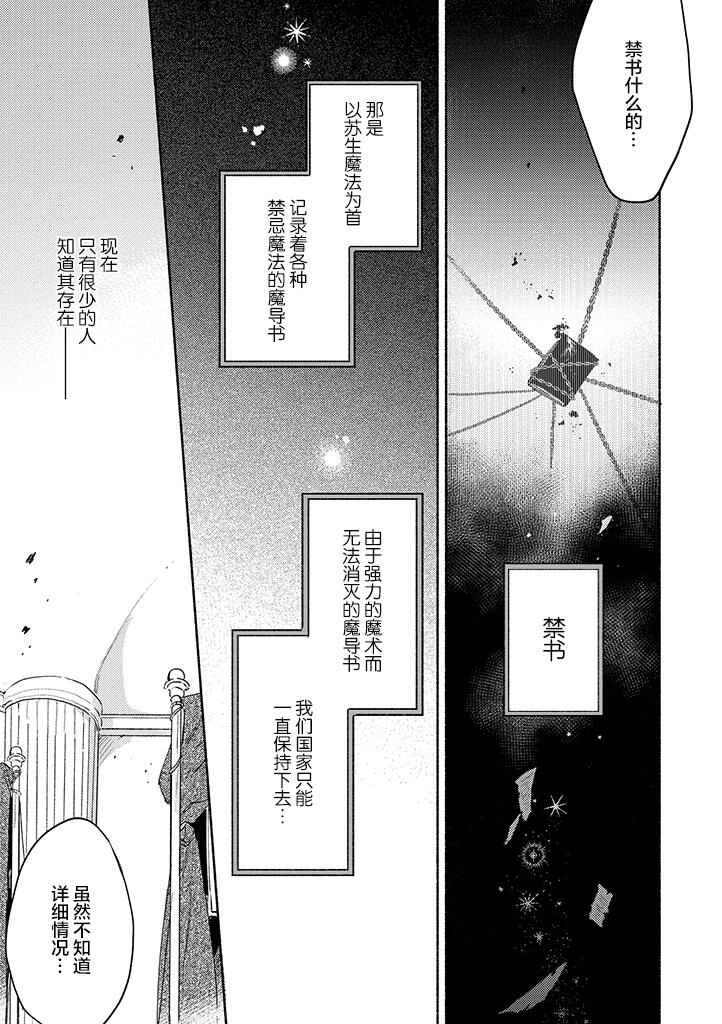 禁书什么的…
禁书
那是
以苏生魔法为首
记录着各种
禁忌魔法的魔导书
由于强力的魔术而
无法消灭的魔导书
我们国家只能
一直保持下去…
现在
只有很少的人
知道其存在——
虽然不知道
详细情况…